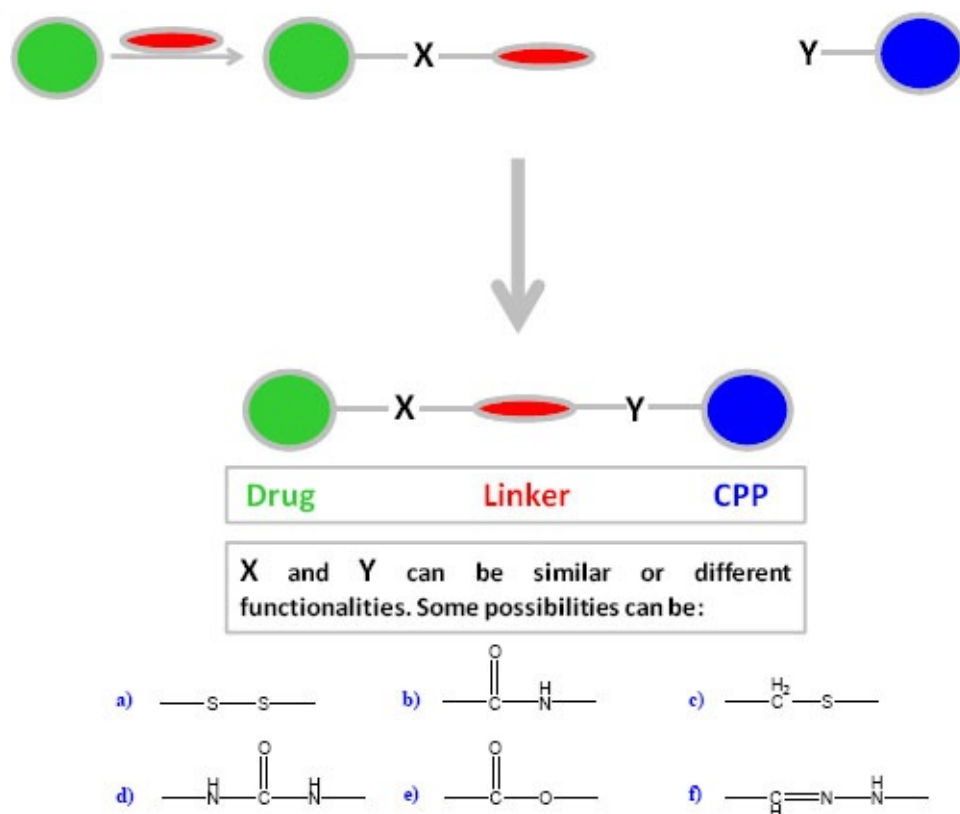 X Y
X Y
Drug Linker CPP
X and Y can be similar or different
functionalities. Some possibilities can be:
O
H H2
a) S S b) C N c) C S
O O
H H H
d) N C N e) C O f) C N N
H